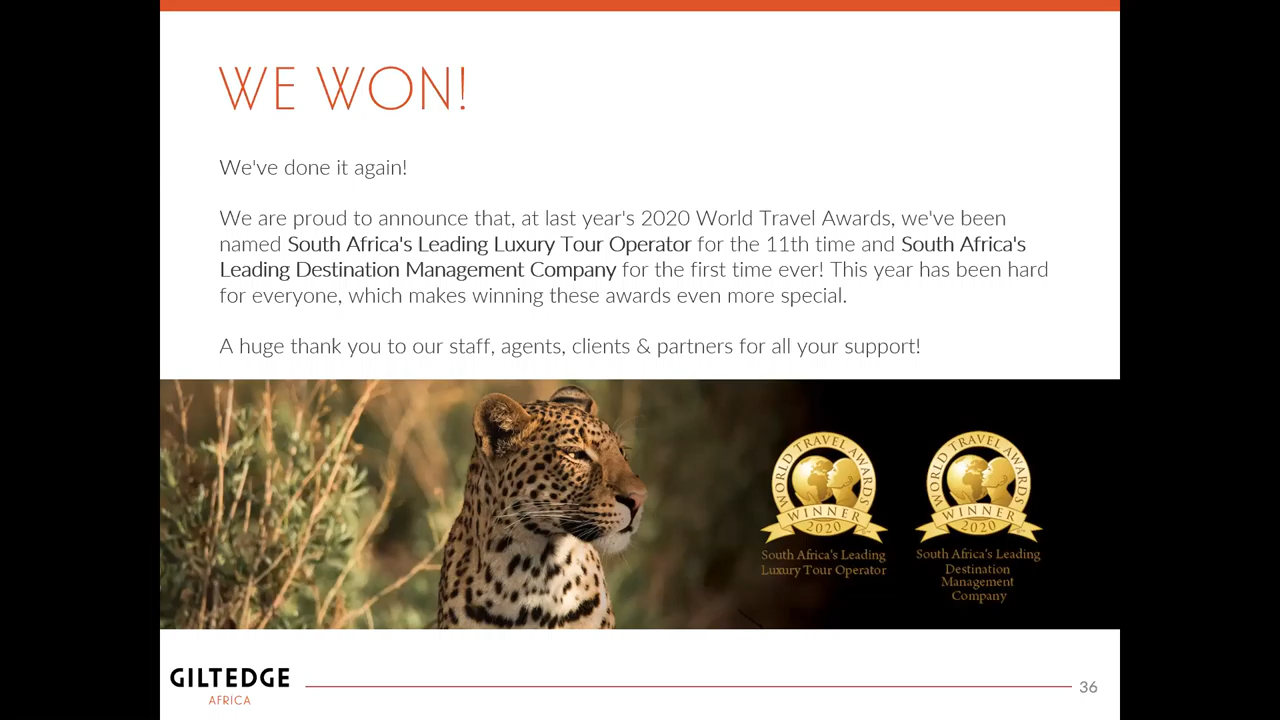 WE WON!
We've done it again!
We are proud to announce that, at last year's 2020 World Travel Awards, we've been
named South Africa's Leading Luxury Tour Operator for the 11th time and South Africa's
Leading Destination Management Company for the first time ever! This year has been hard
for everyone, which makes winning these awards even more special.
A huge thank you to our staff, agents, clients & partners for all your support!
WORLD TRAVEL AWARDS
WINNER
2020
South Africa's Leading
Luxury Tour Operator
WORLD TRAVEL AWARDS
WINNER
2020
South Africa's Leading
Destination
Management
Company
GILTEDGE
AFRICA
36